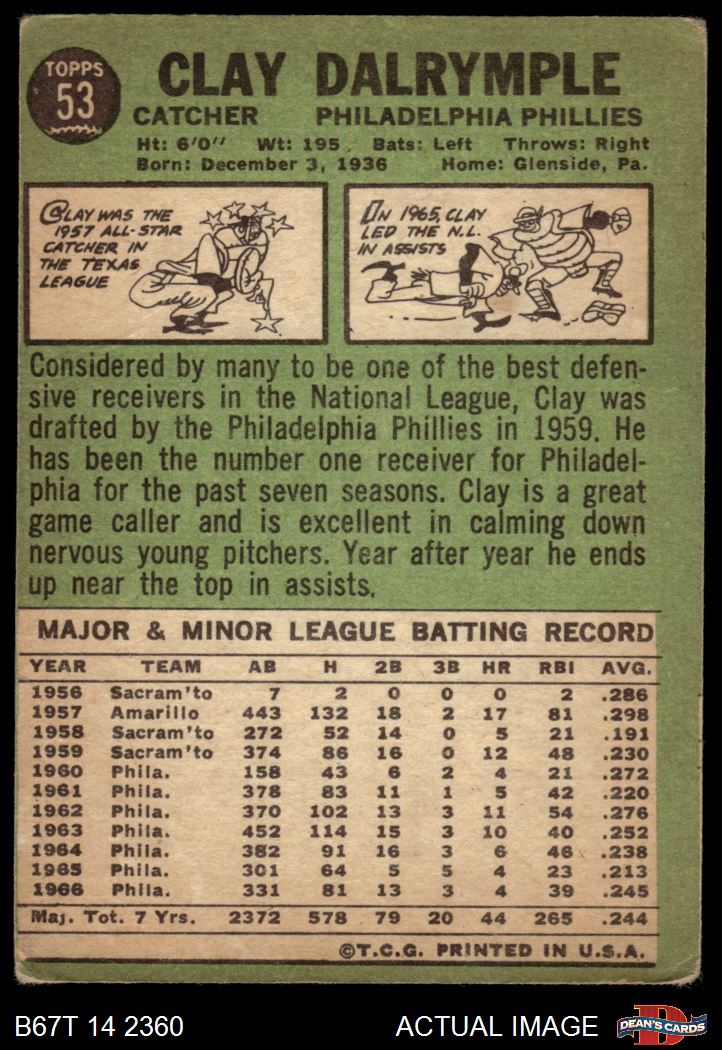 TOPPS
53
CLAY DALRYMPLE
CATCHER PHILADELPHIA PHILLIES
Ht: 6'0" Wt: 195 Bats: Left Throws: Right
Born: December 3, 1936 Home: Glenside, Pa.
CLAY WAS THE
1957 ALL-STAR
CATCHER IN
THE TEXAS
LEAGUE
IN 1965, CLAY
LED THE N.L.
IN ASSISTS
Considered by many to be one of the best defen-
sive receivers in the National League, Clay was
drafted by the Philadelphia Phillies in 1959. He
has been the number one receiver for Philadel-
phia for the past seven seasons. Clay is a great
game caller and is excellent in calming down
nervous young pitchers. Year after year he ends
up near the top in assists.
MAJOR & MINOR LEAGUE BATTING RECORD
YEAR TEAM AB H 2B 3B HR RBI AVG.
1956 Sacram'to 7 2 0 0 0 2 .286
1957 Amarillo 443 132 18 2 17 81 .298
1958 Sacram'to 272 52 14 0 5 21 .191
1959 Sacram'to 374 86 16 0 12 48 .230
1960 Phila. 158 43 6 2 4 21 .272
1961 Phila. 378 83 11 1 5 42 .220
1962 Phila. 370 102 13 3 11 54 .276
1963 Phila. 452 114 15 3 10 40 .252
1964 Phila. 382 91 16 3 6 46 .238
1965 Phila. 301 64 5 5 4 23 .213
1966 Phila. 331 81 13 3 4 39 .245
Maj. Tot. 7 Yrs. 2372 578 79 20 44 265 .244
©T.C.G. PRINTED IN U.S.A.
B67T 14 2360 ACTUAL IMAGE
D
DEAN'S CARDS